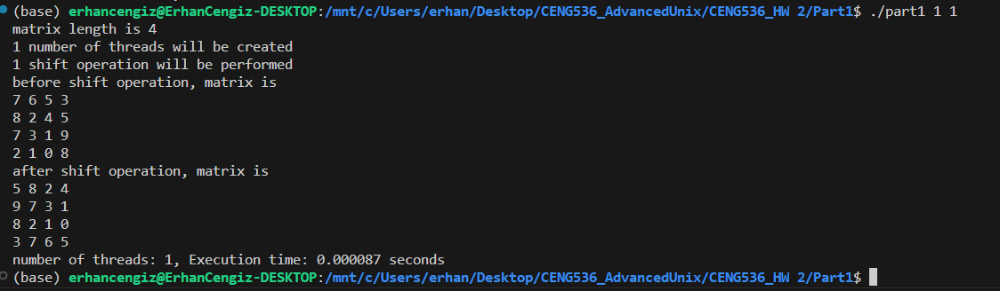 (base) erhancengiz@ErhanCengiz-DESKTOP:/mnt/c/Users/erhan/Desktop/CENG536_AdvancedUnix/CENG536_HW 2/Part1$ ./part1 1 1
matrix length is 4
1 number of threads will be created
1 shift operation will be performed
before shift operation, matrix is
7 6 5 3
8 2 4 5
7 3 1 9
2 1 0 8
after shift operation, matrix is
5 8 2 4
9 7 3 1
8 2 1 0
3 7 6 5
number of threads: 1, Execution time: 0.000087 seconds
(base) erhancengiz@ErhanCengiz-DESKTOP:/mnt/c/Users/erhan/Desktop/CENG536_AdvancedUnix/CENG536_HW 2/Part1$